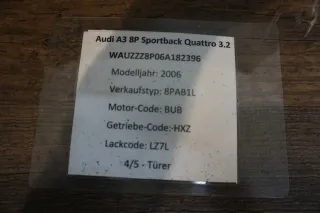 Audi A3 8P Sportback Quattro 3.2
WAUZZZ8P06A182396
Modelljahr: 2006
Verkaufstyp: 8PAB1L
Motor-Code: BUB
Getriebe-Code: HXZ
Lackcode: LZ7L
4/5 - Türer